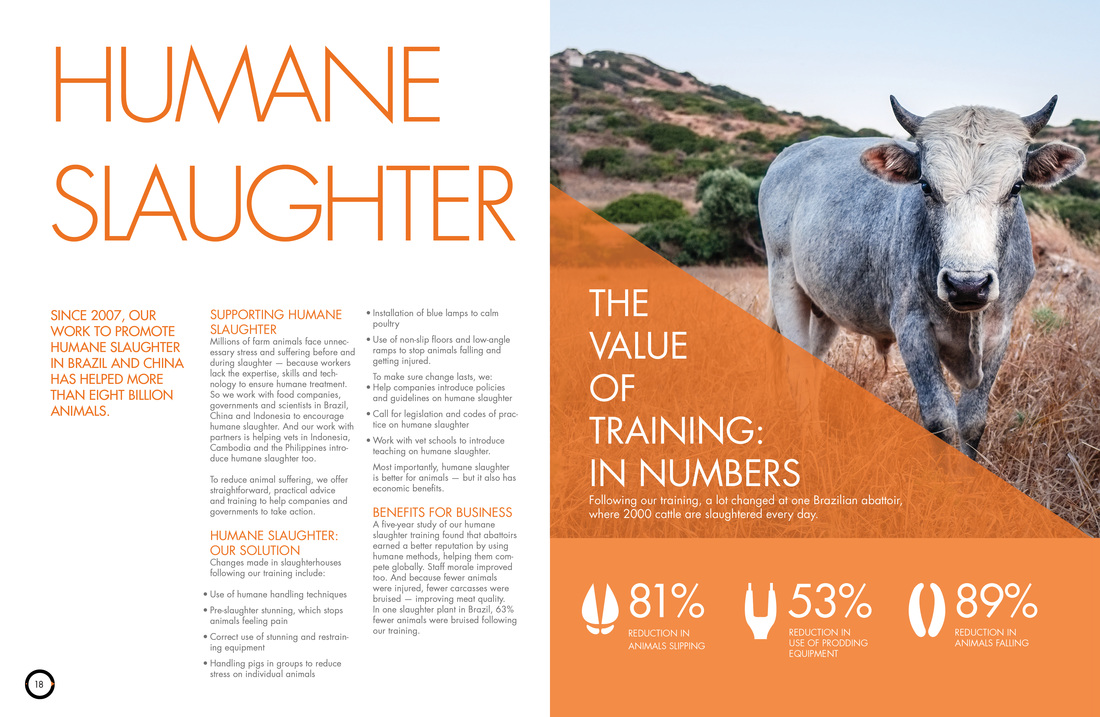 HUMANE
SLAUGHTER
SINCE 2007, OUR
WORK TO PROMOTE
HUMANE SLAUGHTER
IN BRAZIL AND CHINA
HAS HELPED MORE
THAN EIGHT BILLION
ANIMALS.
SUPPORTING HUMANE
SLAUGHTER
Millions of farm animals face unnec-
essary stress and suffering before and
during slaughter — because workers
lack the expertise, skills and tech-
nology to ensure humane treatment.
So we work with food companies,
governments and scientists in Brazil,
China and Indonesia to encourage
humane slaughter. And our work with
partners is helping vets in Indonesia,
Cambodia and the Philippines intro-
duce humane slaughter too.
To reduce animal suffering, we offer
straightforward, practical advice
and training to help companies and
governments to take action.
HUMANE SLAUGHTER:
OUR SOLUTION
Changes made in slaughterhouses
following our training include:
• Use of humane handling techniques
• Pre-slaughter stunning, which stops
animals feeling pain
• Correct use of stunning and restrain-
ing equipment
• Handling pigs in groups to reduce
stress on individual animals
• Installation of blue lamps to calm
poultry
• Use of non-slip floors and low-angle
ramps to stop animals falling and
getting injured.
To make sure change lasts, we:
• Help companies introduce policies
and guidelines on humane slaughter
• Call for legislation and codes of prac-
tice on humane slaughter
• Work with vet schools to introduce
teaching on humane slaughter.
Most importantly, humane slaughter
is better for animals — but it also has
economic benefits.
BENEFITS FOR BUSINESS
A five-year study of our humane
slaughter training found that abattoirs
earned a better reputation by using
humane methods, helping them com-
pete globally. Staff morale improved
too. And because fewer animals
were injured, fewer carcasses were
bruised — improving meat quality.
In one slaughter plant in Brazil, 63%
fewer animals were bruised following
our training.
18
THE
VALUE
OF
TRAINING:
IN NUMBERS
Following our training, a lot changed at one Brazilian abattoir,
where 2000 cattle are slaughtered every day.
81%
REDUCTION IN
ANIMALS SLIPPING
53%
REDUCTION IN
USE OF PRODDING
EQUIPMENT
89%
REDUCTION IN
ANIMALS FALLING